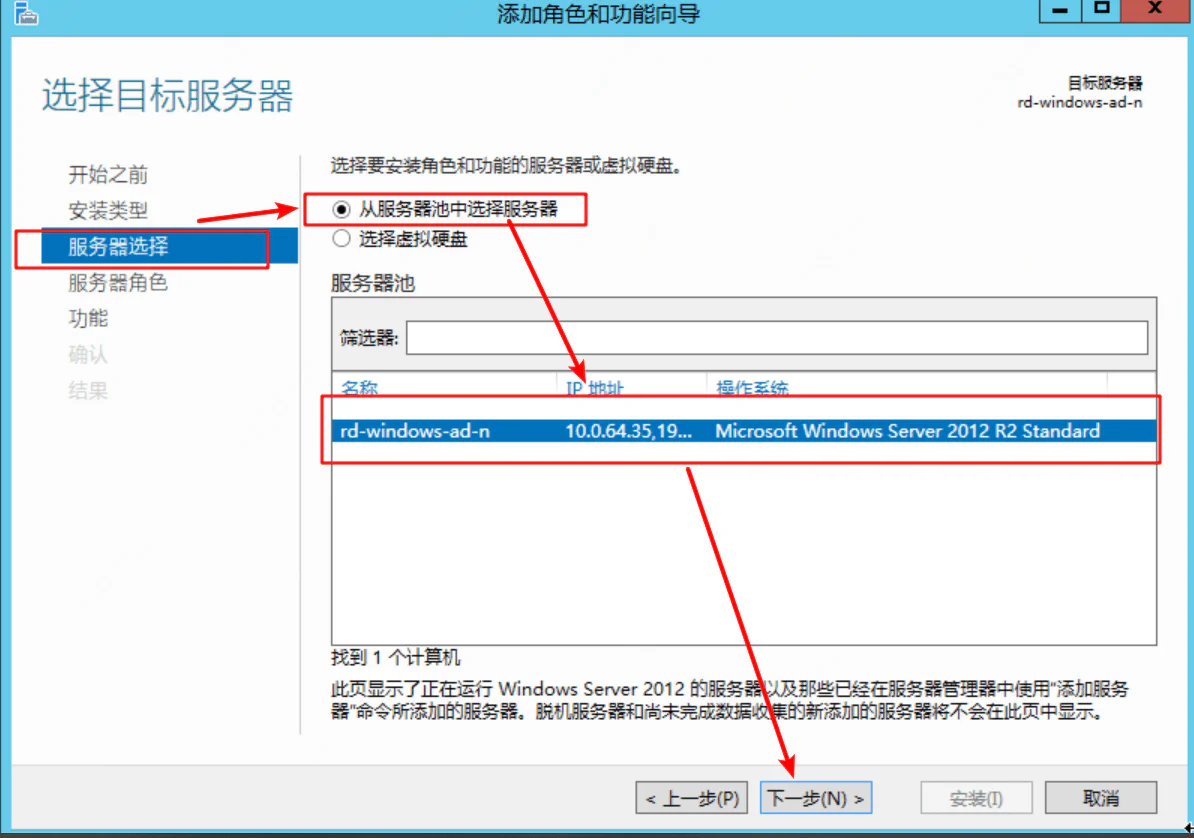 添加角色和功能向导
选择目标服务器
目标服务器
rd-windows-ad-n
开始之前
安装类型
服务器选择
服务器角色
功能
确认
结果
选择要安装角色和功能的服务器或虚拟硬盘。
从服务器池中选择服务器
选择虚拟硬盘
服务器池
筛选器:
名称 IP 地址 操作系统
rd-windows-ad-n 10.0.64.35,19... Microsoft Windows Server 2012 R2 Standard
找到 1 个计算机
此页显示了正在运行 Windows Server 2012 的服务器以及那些已经在服务器管理器中使用"添加服务
器"命令所添加的服务器。脱机服务器和尚未完成数据收集的新添加的服务器将不会在此页中显示。
< 上一步(P) 下一步(N) > 安装(I) 取消